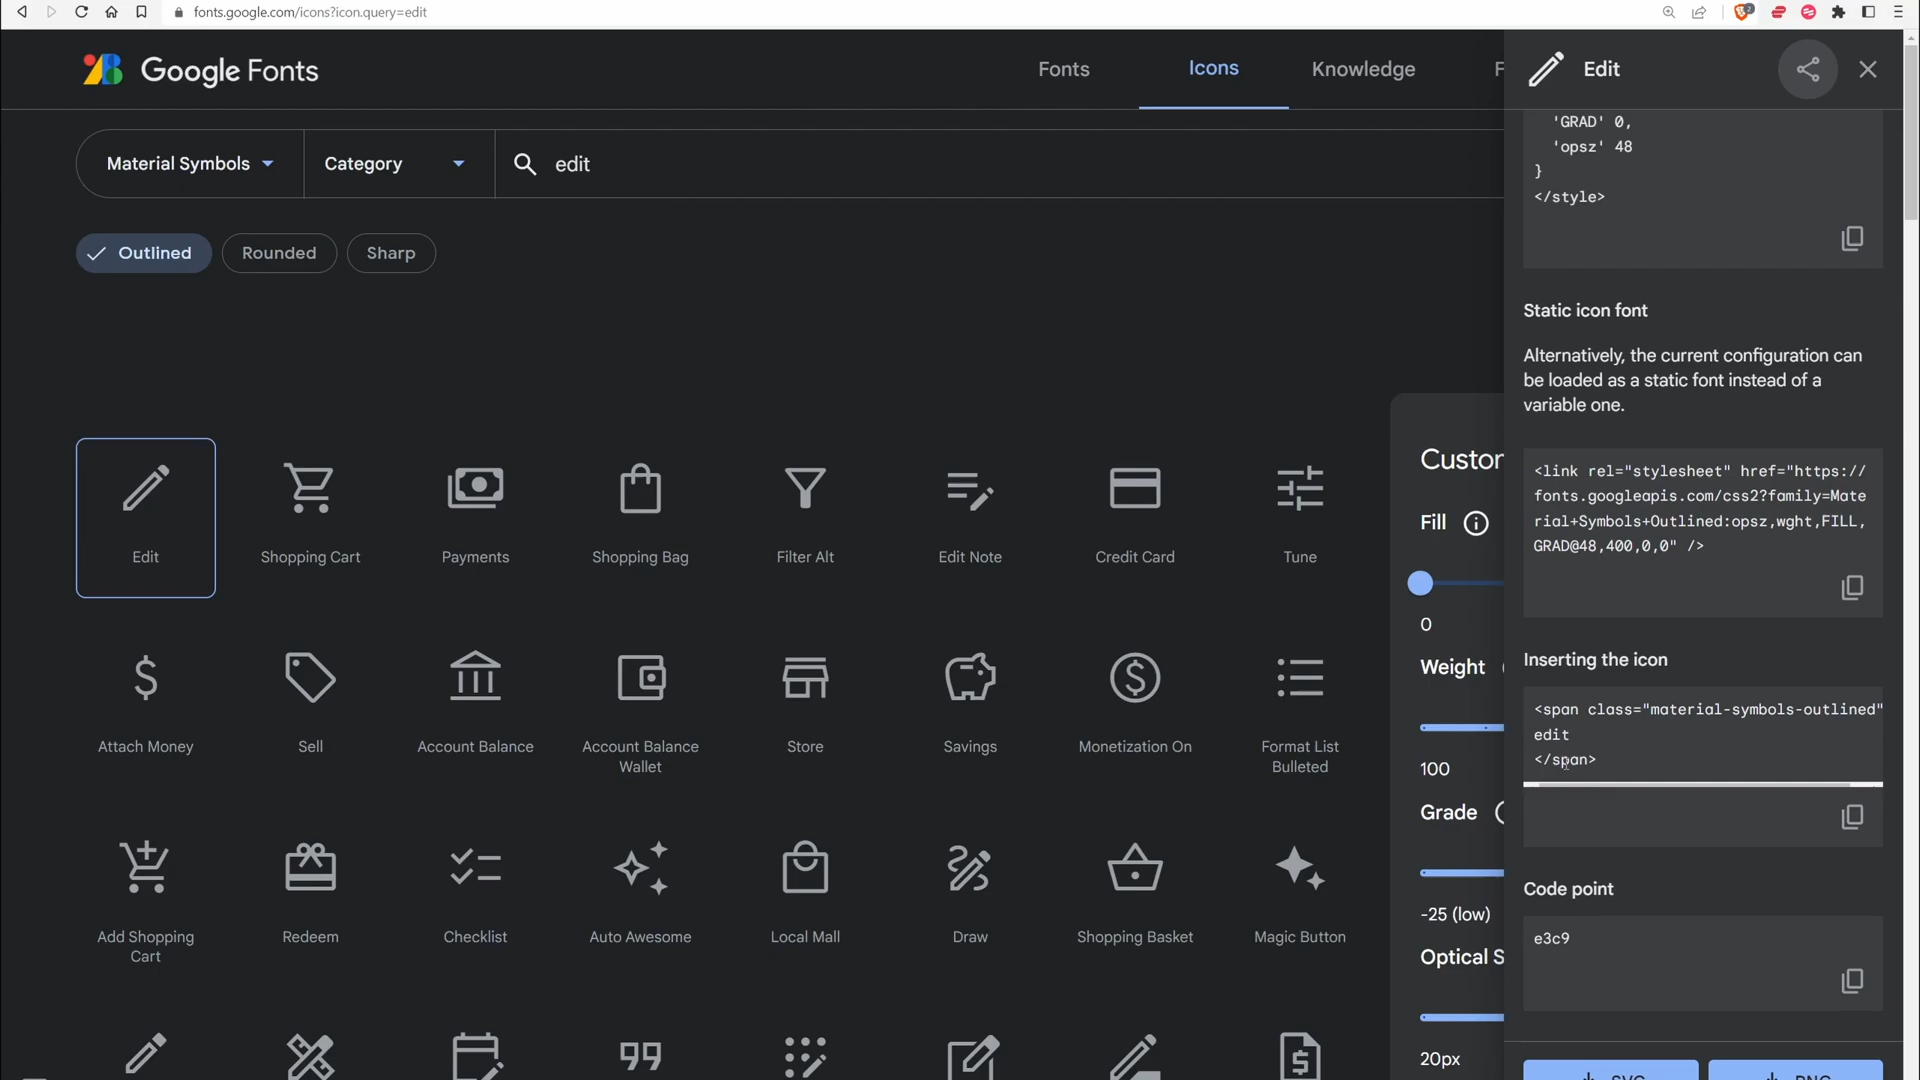 fonts.google.com/icons?icon.query=edit
2
Google Fonts
Fonts
Icons
Knowledge
F
Edit
Material Symbols
Category
edit
Outlined
Rounded
Sharp
'GRAD' 0,
'opsz' 48
}
</style>
Static icon font
Alternatively, the current configuration can
be loaded as a static font instead of a
variable one.
<link rel="stylesheet" href="https://
fonts.googleapis.com/css2?family=Mate
rial+Symbols+Outlined:opsz,wght,FILL,
GRAD@48,400,0,0" />
Inserting the icon
<span class="material-symbols-outlined"
edit
</span>
Code point
e3c9
SVG
PNG
Edit
Shopping Cart
Payments
Shopping Bag
Filter Alt
Edit Note
Credit Card
Tune
Attach Money
Sell
Account Balance
Account Balance
Wallet
Store
Savings
Monetization On
Format List
Bulleted
Add Shopping
Cart
Redeem
Checklist
Auto Awesome
Local Mall
Draw
Shopping Basket
Magic Button
Custor
Fill
0
Weight
100
Grade
-25 (low)
Optical S
20px